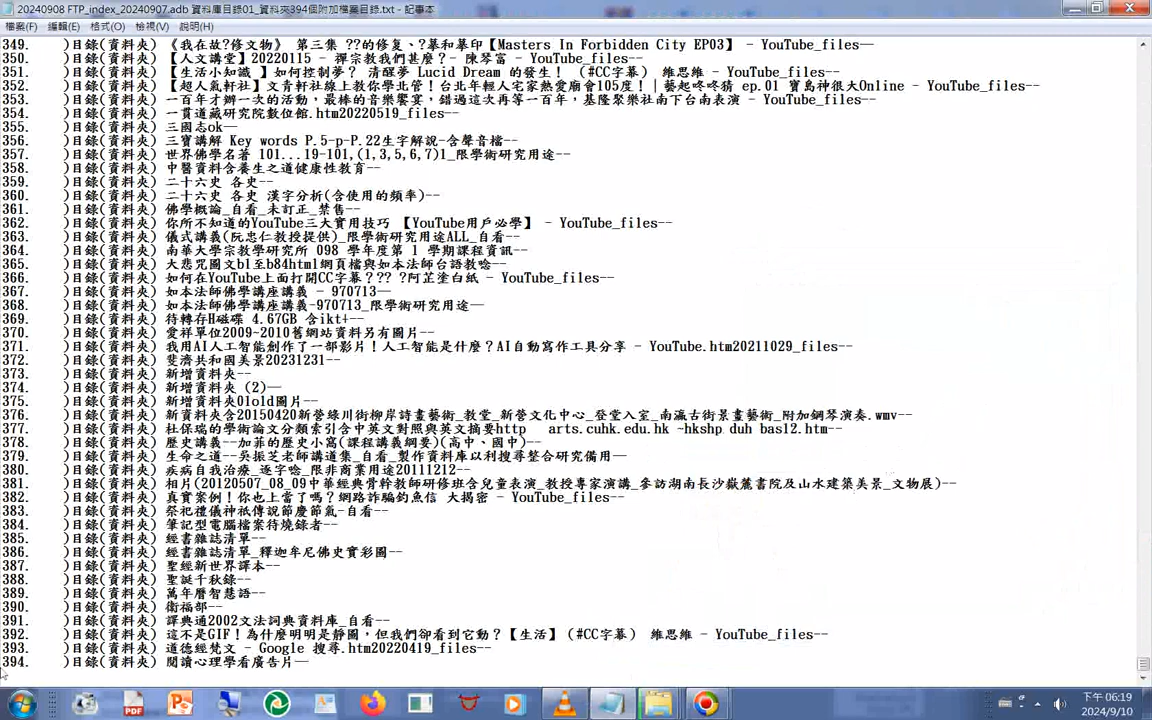 20240908 FTP_index_20240907.adb 資料庫目錄01_資料夾394個附加檔案目錄.txt - 記事本
檔案(F) 編輯(E) 格式(O) 檢視(V) 說明(H)
349. )目錄(資料夾) 《我在故?修文物》 第三集 ??的修复、?摹和摹印【Masters In Forbidden City EP03】 - YouTube_files—
350. )目錄(資料夾) 【人文講堂】20220115 - 禪宗教我們甚麼？- 陳琴富 - YouTube_files--
351. )目錄(資料夾) 【生活小知識 】如何控制夢？ 清醒夢 Lucid Dream 的發生！ （#CC字幕） 維思維 - YouTube_files--
352. )目錄(資料夾) 【超人氣軒社】文青軒社線上教你學北管！台北年輕人宅家熱愛廟會105度！｜藝起咚咚猜 ep.01 寶島神很大Online - YouTube_files--
353. )目錄(資料夾) 一百年才辦一次的活動，最棒的音樂饗宴，錯過這次再等一百年，基隆聚樂社南下台南表演 - YouTube_files--
354. )目錄(資料夾) 一貫道藏研究院數位館.htm20220519_files--
355. )目錄(資料夾) 三國志ok—
356. )目錄(資料夾) 三寶講解 Key words P.5-p-P.22生字解說-含聲音檔--
357. )目錄(資料夾) 世界佛學名著 101...19-101,(1,3,5,6,7)1_限學術研究用途--
358. )目錄(資料夾) 中醫資料含養生之道健康性教育--
359. )目錄(資料夾) 二十六史 各史--
360. )目錄(資料夾) 二十六史 各史 漢字分析(含使用的頻率)--
361. )目錄(資料夾) 佛學概論_自看_未訂正_禁售--
362. )目錄(資料夾) 你所不知道的YouTube三大實用技巧 【YouTube用戶必學】 - YouTube_files--
363. )目錄(資料夾) 儀式講義(阮忠仁教授提供)_限學術研究用途ALL_自看--
364. )目錄(資料夾) 南華大學宗教學研究所 098 學年度第 1 學期課程資訊--
365. )目錄(資料夾) 大悲咒圖文b1至b84html網頁檔與如本法師台語教唸--
366. )目錄(資料夾) 如何在YouTube上面打開CC字幕？?? ?阿芷塗白紙 - YouTube_files--
367. )目錄(資料夾) 如本法師佛學講座講義 - 970713—
368. )目錄(資料夾) 如本法師佛學講座講義-970713_限學術研究用途—
369. )目錄(資料夾) 待轉存H磁碟 4.67GB 含ikt+--
370. )目錄(資料夾) 愛祥單位2009~2010舊網站資料另有圖片--
371. )目錄(資料夾) 我用AI人工智能創作了一部影片！人工智能是什麼？AI自動寫作工具分享 - YouTube.htm20211029_files--
372. )目錄(資料夾) 斐濟共和國美景20231231--
373. )目錄(資料夾) 新增資料夾--
374. )目錄(資料夾) 新增資料夾 (2)—
375. )目錄(資料夾) 新增資料夾01old圖片--
376. )目錄(資料夾) 新資料夾含20150420新營綠川街柳岸詩畫藝術_教堂_新營文化中心_登堂入室_南瀛古街景畫藝術_附加鋼琴演奏.wmv--
377. )目錄(資料夾) 杜保瑞的學術論文分類索引含中英文對照與英文摘要http   arts.cuhk.edu.hk ~hkshp duh bas12.htm--
378. )目錄(資料夾) 歷史講義--加菲的歷史小窩(課程講義綱要)(高中、國中)--
379. )目錄(資料夾) 生命之道--吳振芝老師講道集_自看_製作資料庫以利搜尋整合研究備用—
380. )目錄(資料夾) 疾病自我治療_逐字唸_限非商業用途20111212--
381. )目錄(資料夾) 相片(20120507_08_09中華經典骨幹教師研修班含兒童表演_教授專家演講_參訪湖南長沙嶽麓書院及山水建築美景_文物展)--
382. )目錄(資料夾) 真實案例！你也上當了嗎？網路詐騙釣魚信 大揭密 - YouTube_files--
383. )目錄(資料夾) 祭祀禮儀神祇傳說節慶節氣-自看--
384. )目錄(資料夾) 筆記型電腦檔案待燒錄者--
385. )目錄(資料夾) 經書雜誌清單--
386. )目錄(資料夾) 經書雜誌清單_釋迦牟尼佛史實彩圖--
387. )目錄(資料夾) 聖經新世界譯本--
388. )目錄(資料夾) 聖誕千秋錄--
389. )目錄(資料夾) 萬年曆智慧語--
390. )目錄(資料夾) 衛福部--
391. )目錄(資料夾) 譯典通2002文法詞典資料庫_自看--
392. )目錄(資料夾) 這不是GIF！為什麼明明是靜圖，但我們卻看到它動？【生活】（#CC字幕） 維思維 - YouTube_files--
393. )目錄(資料夾) 道德經梵文 - Google 搜尋.htm20220419_files--
394. )目錄(資料夾) 閱讀心理學看廣告片—
下午 06:19
2024/9/10